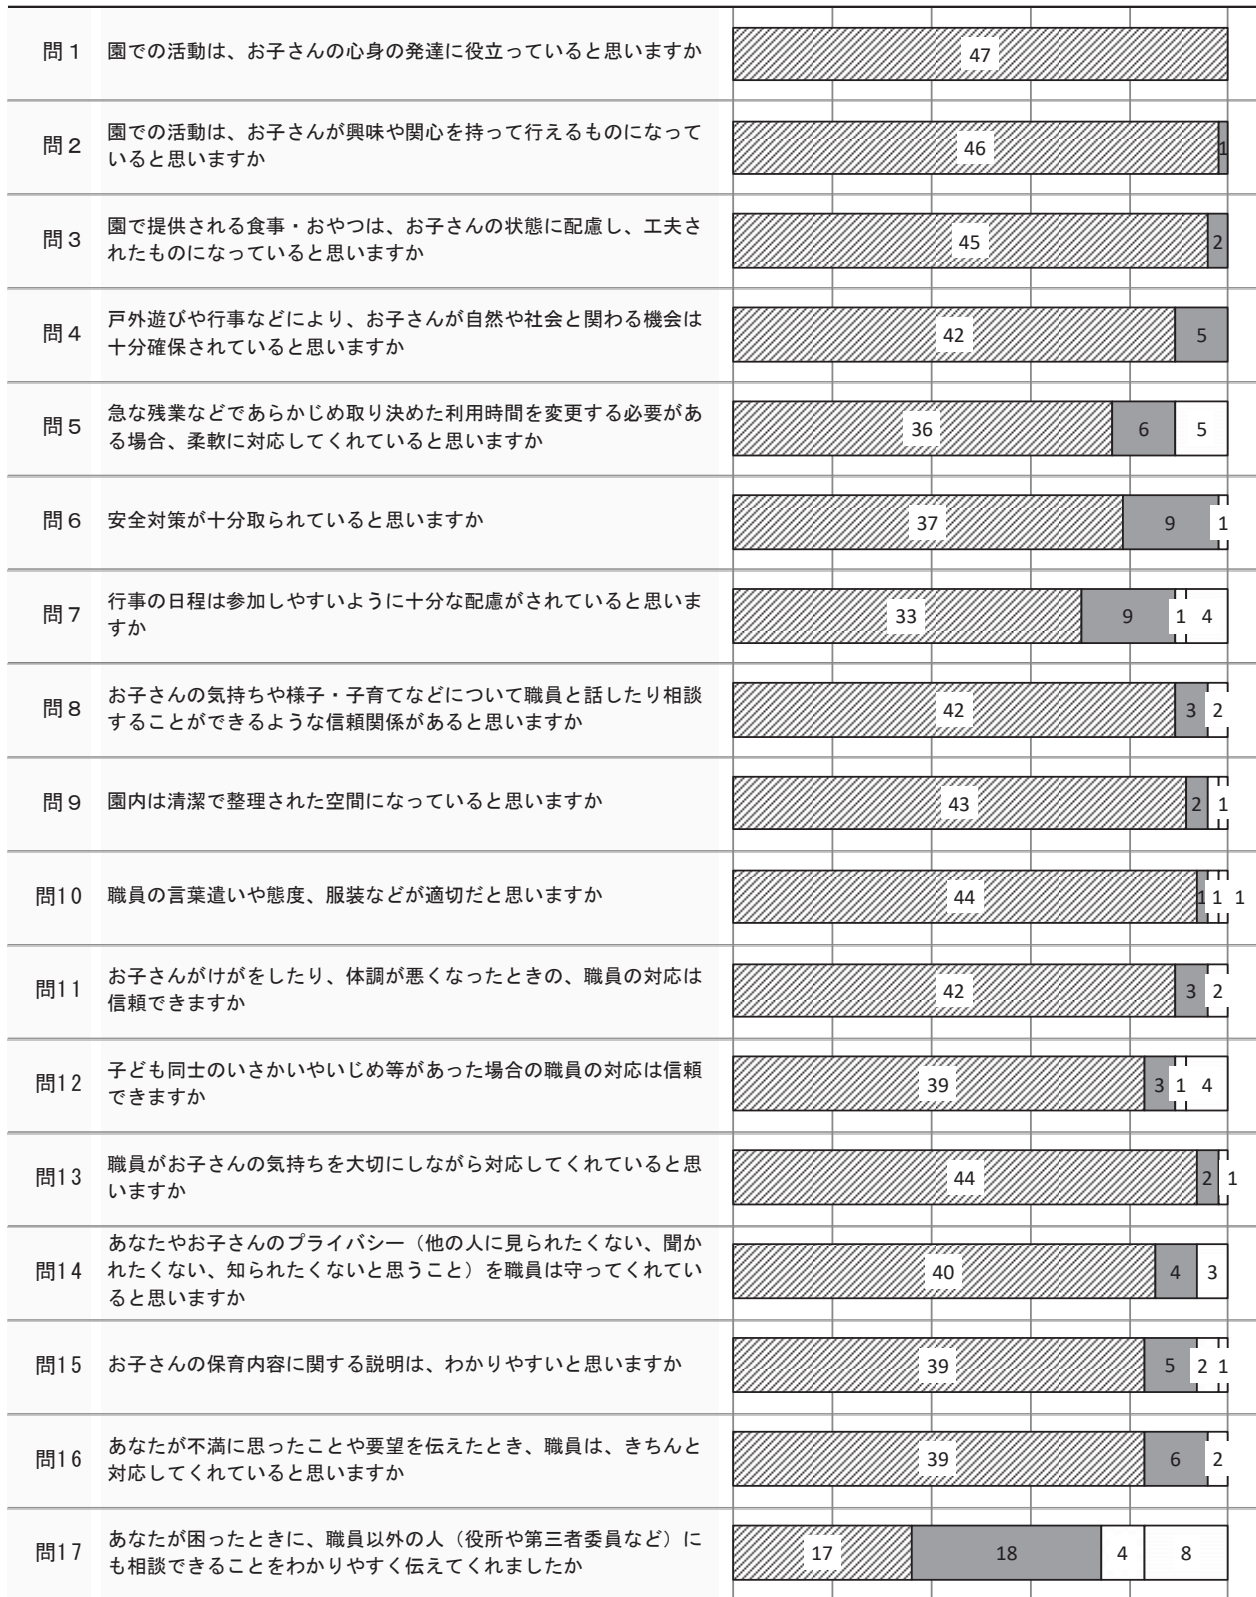 問１ 園での活動は、お子さんの心身の発達に役立っていると思いますか 47
問２ 園での活動は、お子さんが興味や関心を持って行えるものになって
いると思いますか 46 1
問３ 園で提供される食事・おやつは、お子さんの状態に配慮し、工夫さ
れたものになっていると思いますか 45 2
問４ 戸外遊びや行事などにより、お子さんが自然や社会と関わる機会は
十分確保されていると思いますか 42 5
問５ 急な残業などであらかじめ取り決めた利用時間を変更する必要があ
る場合、柔軟に対応してくれていると思いますか 36 6 5
問６ 安全対策が十分取られていると思いますか 37 9 1
問７ 行事の日程は参加しやすいように十分な配慮がされていると思いま
すか 33 9 1 4
問８ お子さんの気持ちや様子・子育てなどについて職員と話したり相談
することができるような信頼関係があると思いますか 42 3 2
問９ 園内は清潔で整理された空間になっていると思いますか 43 2 1
問10 職員の言葉遣いや態度、服装などが適切だと思いますか 44 1 1 1
問11 お子さんがけがをしたり、体調が悪くなったときの、職員の対応は
信頼できますか 42 3 2
問12 子ども同士のいさかいやいじめ等があった場合の職員の対応は信頼
できますか 39 3 1 4
問13 職員がお子さんの気持ちを大切にしながら対応してくれていると思
いますか 44 2 1
問14 あなたやお子さんのプライバシー（他の人に見られたくない、聞か
れたくない、知られたくないと思うこと）を職員は守ってくれてい
ると思いますか 40 4 3
問15 お子さんの保育内容に関する説明は、わかりやすいと思いますか 39 5 2 1
問16 あなたが不満に思ったことや要望を伝えたとき、職員は、きちんと
対応してくれていると思いますか 39 6 2
問17 あなたが困ったときに、職員以外の人（役所や第三者委員など）に
も相談できることをわかりやすく伝えてくれましたか 17 18 4 8